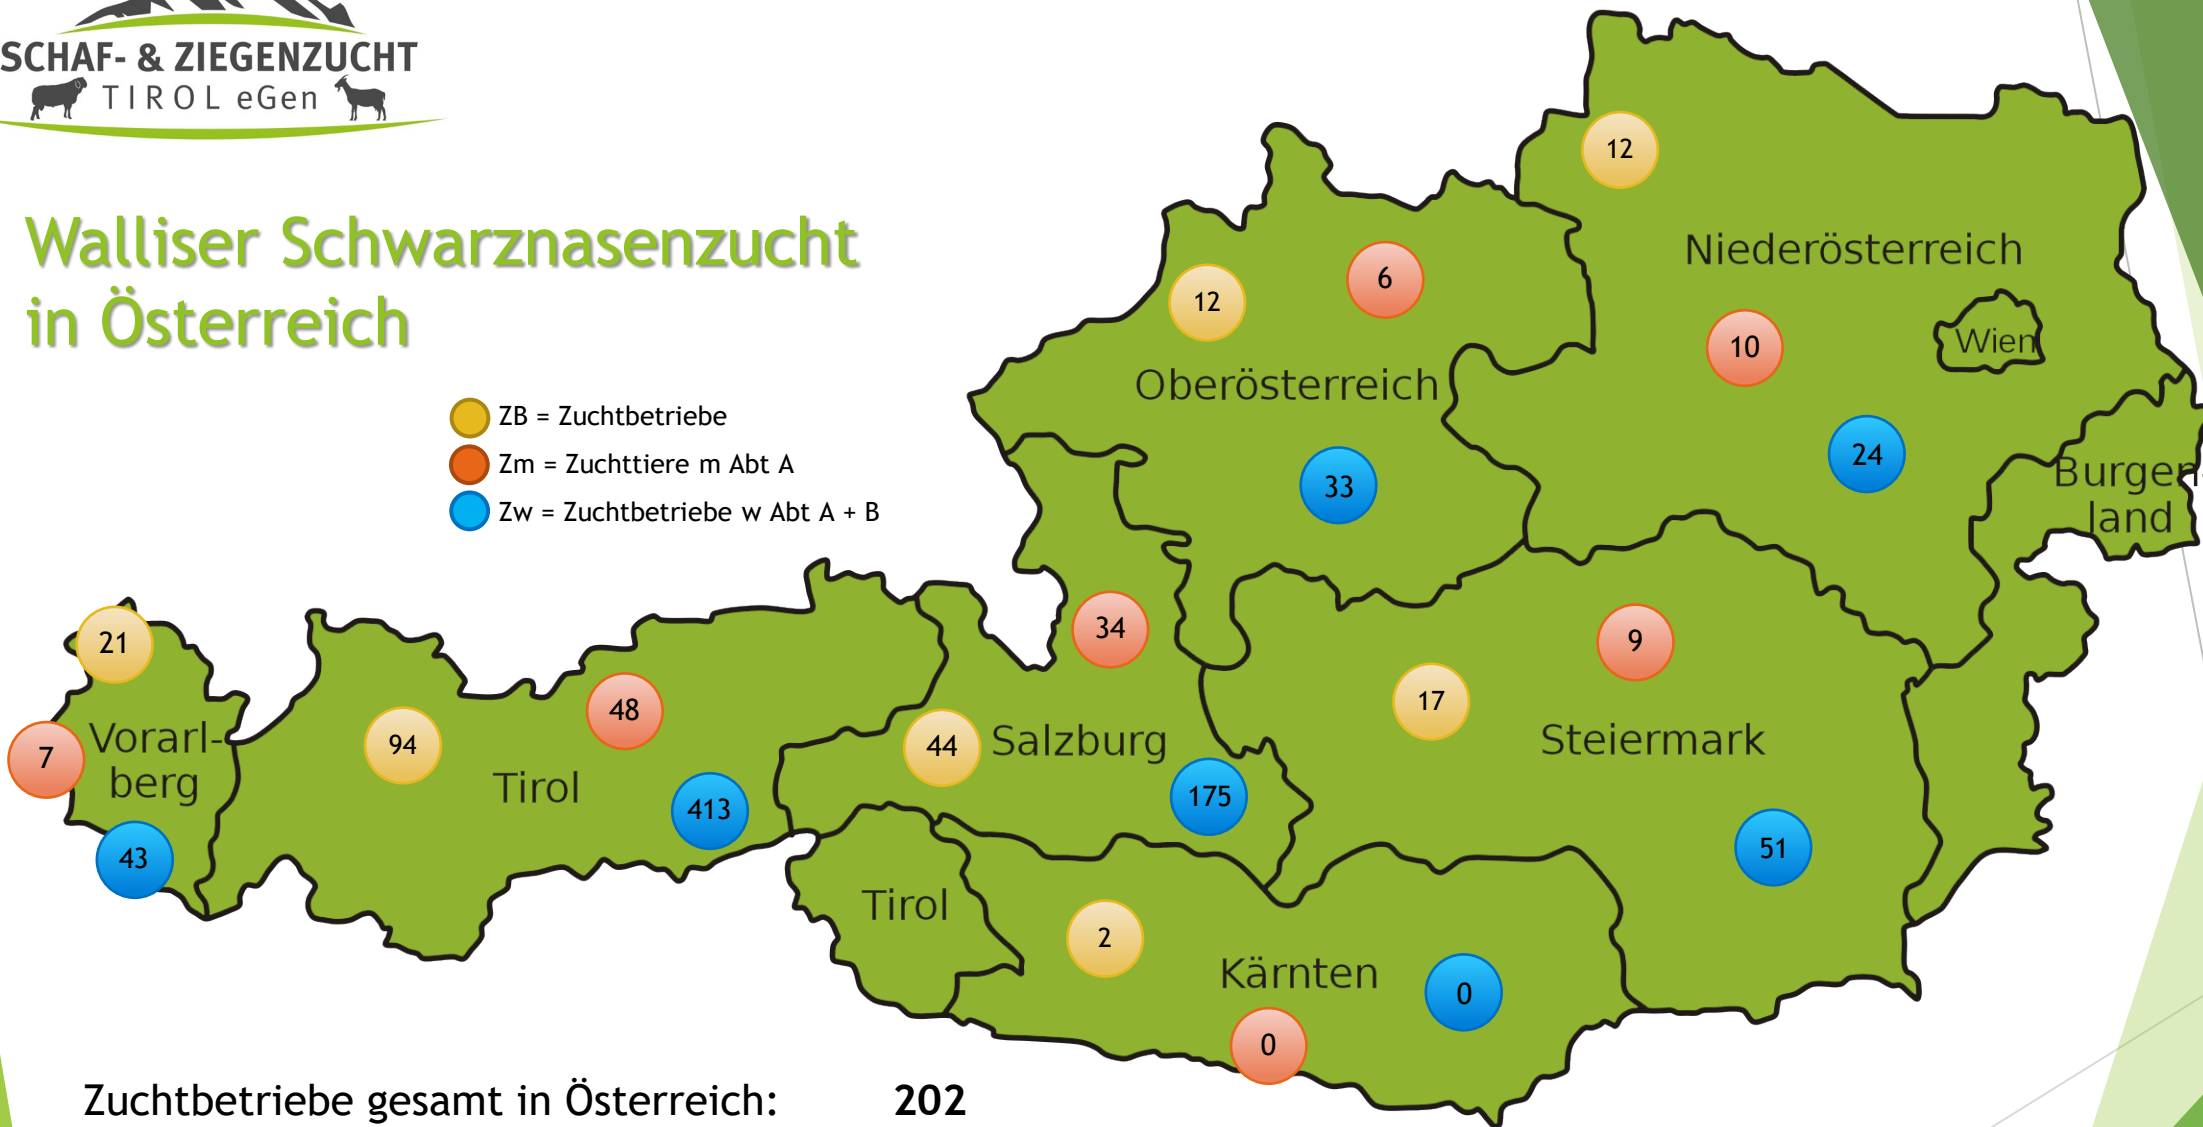 SCHAF- & ZIEGENZUCHT
TIROL eGen
Walliser Schwarznasenzucht
in Österreich
ZB = Zuchtbetriebe
Zm = Zuchttiere m Abt A
Zw = Zuchtbetriebe w Abt A + B
12
Niederösterreich
Wien
10
24
12
6
Oberösterreich
33
Burgen-
land
21
7
Vorarl-
berg
43
94
48
Tirol
413
34
44
Salzburg
175
9
17
Steiermark
51
Tirol
2
Kärnten
0
0
Zuchtbetriebe gesamt in Österreich: 202